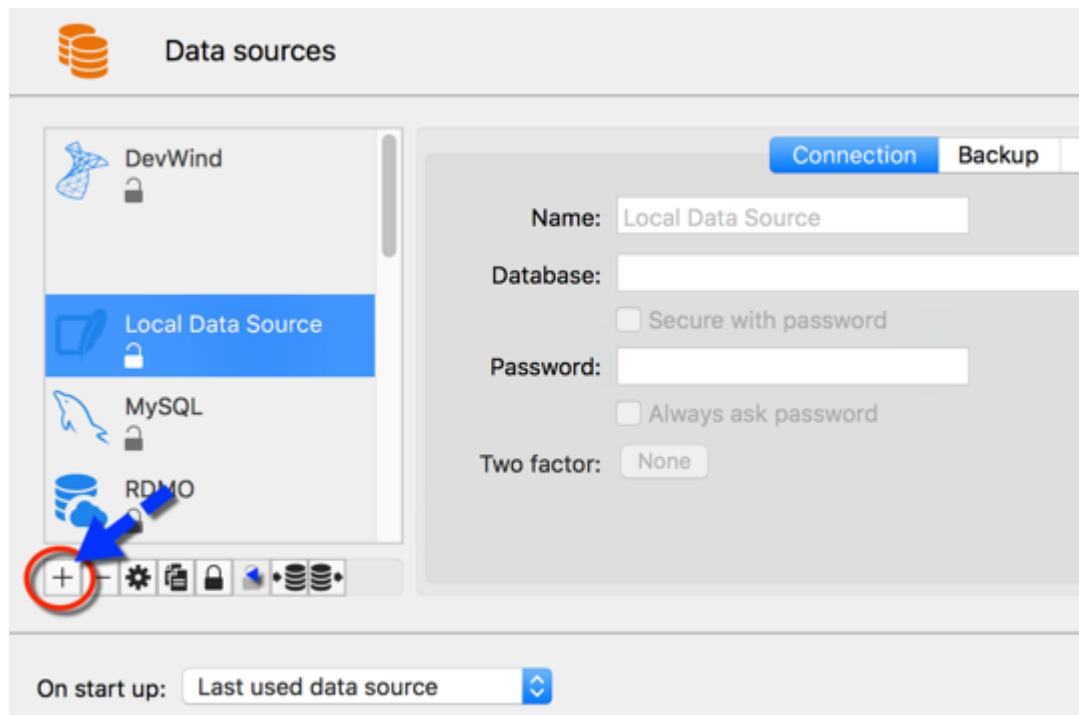 Data sources
DevWind
Local Data Source
MySQL
RDMO
Connection Backup
Name: Local Data Source
Database:
Secure with password
Password:
Always ask password
Two factor: None
On start up: Last used data source